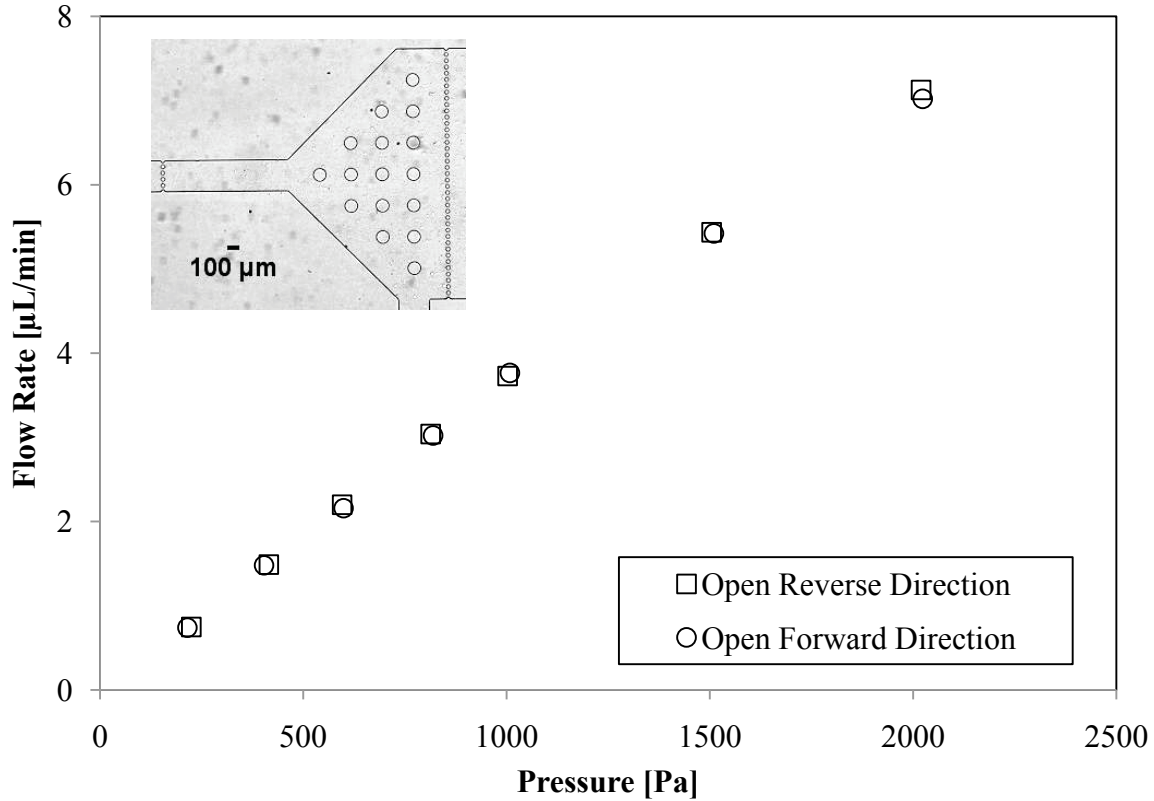 8
6
4
2
0
Flow Rate [µL/min]
100 µm
Open Reverse Direction
Open Forward Direction
0
500
1000
1500
2000
2500
Pressure [Pa]